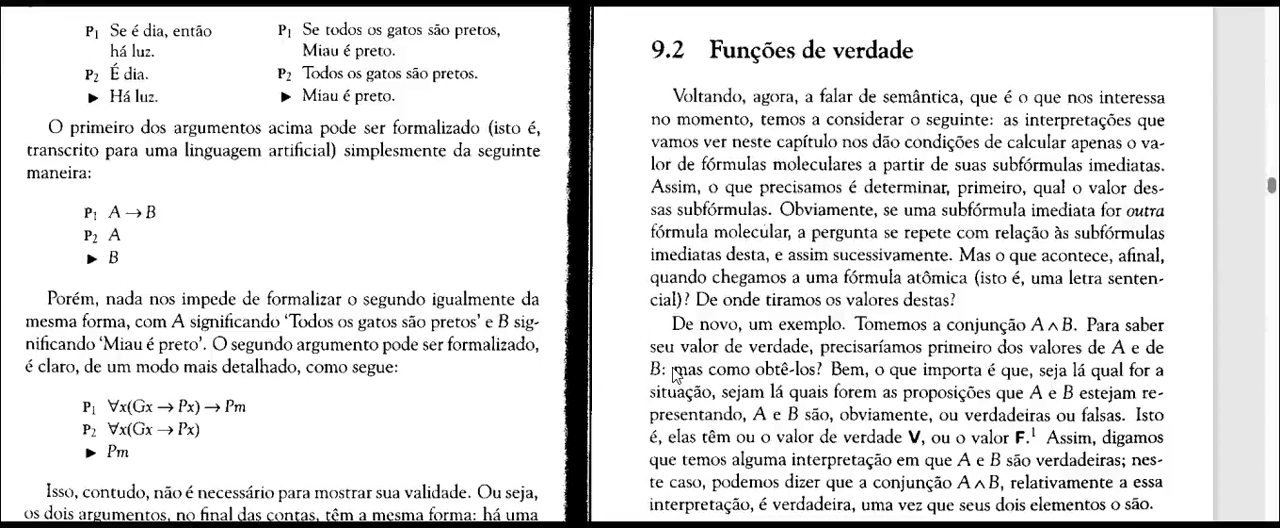 P₁ Se é dia, então
há luz.
P₂ É dia.
► Há luz.
P₁ Se todos os gatos são pretos,
Miau é preto.
P₂ Todos os gatos são pretos.
► Miau é preto.
O primeiro dos argumentos acima pode ser formalizado (isto é,
transcrito para uma linguagem artificial) simplesmente da seguinte
maneira:
P₁ A → B
P₂ A
► B
Porém, nada nos impede de formalizar o segundo igualmente da
mesma forma, com A significando ‘Todos os gatos são pretos’ e B sig-
nificando ‘Miau é preto’. O segundo argumento pode ser formalizado,
é claro, de um modo mais detalhado, como segue:
P₁ ∀x(Gx → Px) → Pm
P₂ ∀x(Gx → Px)
► Pm
Isso, contudo, não é necessário para mostrar sua validade. Ou seja,
os dois argumentos, no final das contas, têm a mesma forma: há uma
9.2 Funções de verdade
Voltando, agora, a falar de semântica, que é o que nos interessa
no momento, temos a considerar o seguinte: as interpretações que
vamos ver neste capítulo nos dão condições de calcular apenas o va-
lor de fórmulas moleculares a partir de suas subfórmulas imediatas.
Assim, o que precisamos é determinar, primeiro, qual o valor des-
sas subfórmulas. Obviamente, se uma subfórmula imediata for outra
fórmula molecular, a pergunta se repete com relação às subfórmulas
imediatas desta, e assim sucessivamente. Mas o que acontece, afinal,
quando chegamos a uma fórmula atômica (isto é, uma letra senten-
cial)? De onde tiramos os valores destas?
De novo, um exemplo. Tomemos a conjunção A ∧ B. Para saber
seu valor de verdade, precisaríamos primeiro dos valores de A e de
B: mas como obtê-los? Bem, o que importa é que, seja lá qual for a
situação, sejam lá quais forem as proposições que A e B estejam re-
presentando, A e B são, obviamente, ou verdadeiras ou falsas. Isto
é, elas têm ou o valor de verdade V, ou o valor F.¹ Assim, digamos
que temos alguma interpretação em que A e B são verdadeiras; nes-
te caso, podemos dizer que a conjunção A ∧ B, relativamente a essa
interpretação, é verdadeira, uma vez que seus dois elementos o são.